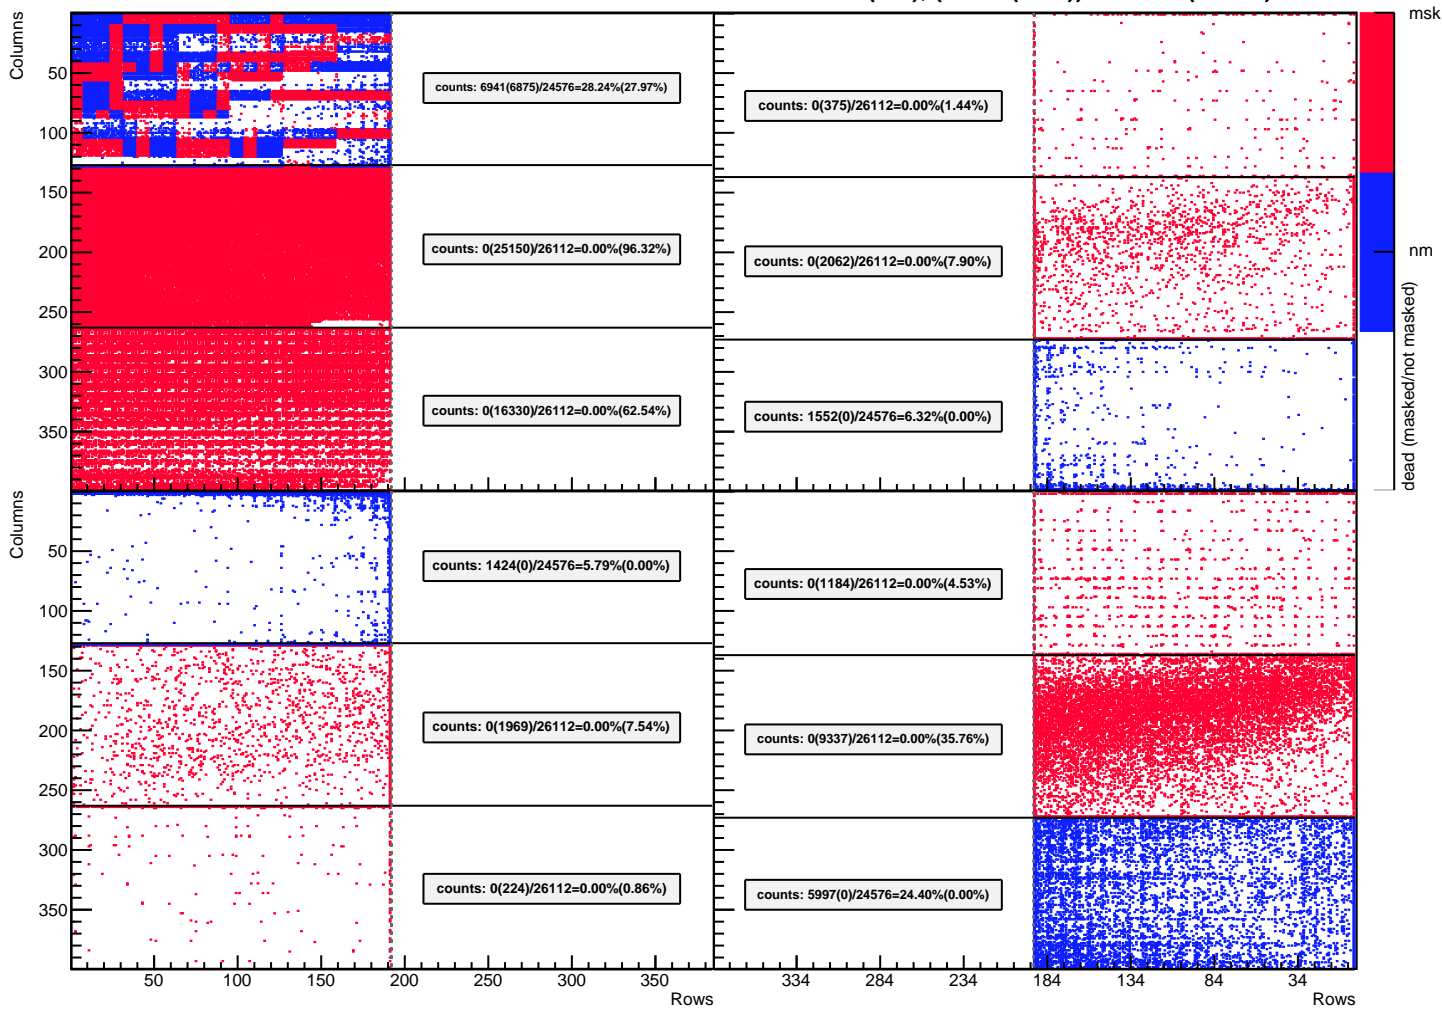 msk
Columns
50
counts: 6941(6875)/24576=28.24%(27.97%)
counts: 0(375)/26112=0.00%(1.44%)
100
150
200
counts: 0(25150)/26112=0.00%(96.32%)
counts: 0(2062)/26112=0.00%(7.90%)
nm
250
300
350
counts: 0(16330)/26112=0.00%(62.54%)
counts: 1552(0)/24576=6.32%(0.00%)
dead (masked/not masked)
Columns
50
counts: 1424(0)/24576=5.79%(0.00%)
counts: 0(1184)/26112=0.00%(4.53%)
100
150
200
counts: 0(1969)/26112=0.00%(7.54%)
counts: 0(9337)/26112=0.00%(35.76%)
250
300
350
counts: 0(224)/26112=0.00%(0.86%)
counts: 5997(0)/24576=24.40%(0.00%)
50 100 150 200 250 300 350 334 284 234 184 134 84 34
Rows Rows